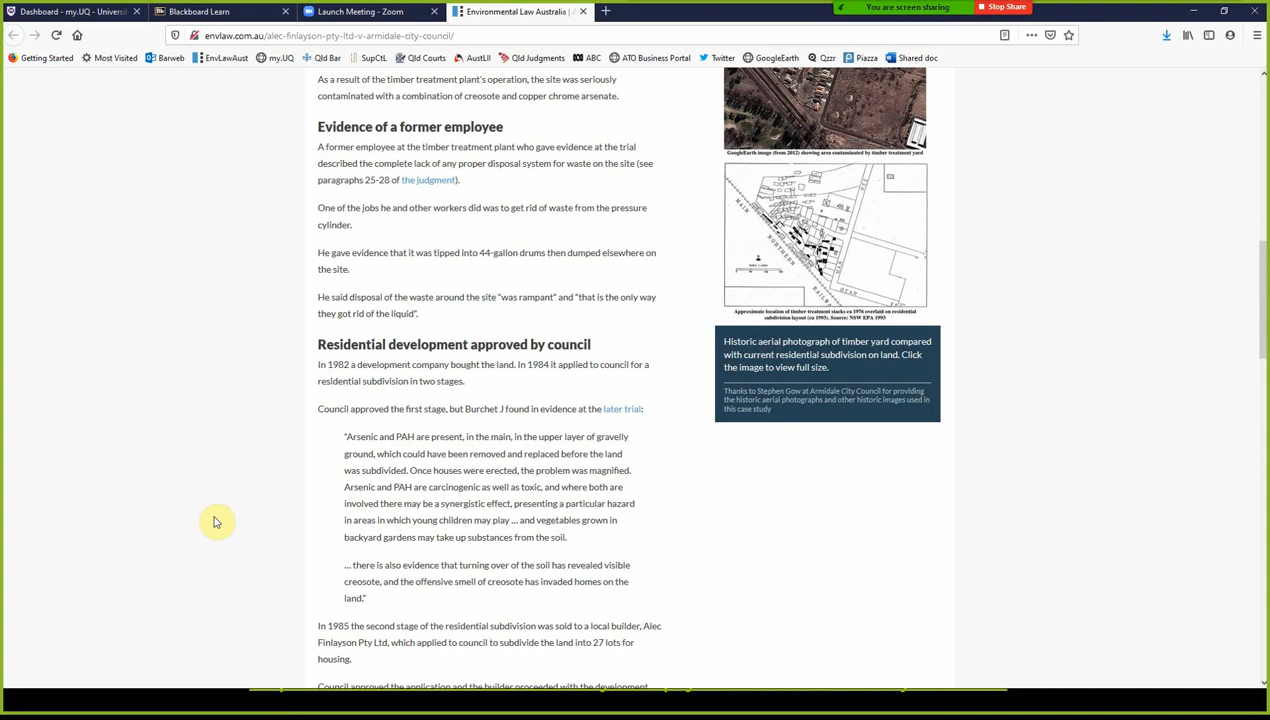 Dashboard - my.UQ - Universi
Blackboard Learn
Launch Meeting - Zoom
Environmental Law Australia | A
You are screen sharing
Stop Share
envlaw.com.au/alec-finlayson-pty-ltd-v-armidale-city-council/
Getting Started
Most Visited
Barweb
EnvLawAust
my.UQ
Qld Bar
SupCtL
Qld Courts
AustLII
Qld Judgments
ABC
ATO Business Portal
Twitter
GoogleEarth
Qzzr
Piazza
Shared doc
As a result of the timber treatment plant's operation, the site was seriously
contaminated with a combination of creosote and copper chrome arsenate.
Evidence of a former employee
A former employee at the timber treatment plant who gave evidence at the trial
described the complete lack of any proper disposal system for waste on the site (see
paragraphs 25-28 of the judgment).
One of the jobs he and other workers did was to get rid of waste from the pressure
cylinder.
He gave evidence that it was tipped into 44-gallon drums then dumped elsewhere on
the site.
He said disposal of the waste around the site "was rampant" and "that is the only way
they got rid of the liquid".
Residential development approved by council
In 1982 a development company bought the land. In 1984 it applied to council for a
residential subdivision in two stages.
Council approved the first stage, but Burchet J found in evidence at the later trial:
"Arsenic and PAH are present, in the main, in the upper layer of gravelly
ground, which could have been removed and replaced before the land
was subdivided. Once houses were erected, the problem was magnified.
Arsenic and PAH are carcinogenic as well as toxic, and where both are
involved there may be a synergistic effect, presenting a particular hazard
in areas in which young children may play ... and vegetables grown in
backyard gardens may take up substances from the soil.
... there is also evidence that turning over of the soil has revealed visible
creosote, and the offensive smell of creosote has invaded homes on the
land."
In 1985 the second stage of the residential subdivision was sold to a local builder, Alec
Finlayson Pty Ltd, which applied to council to subdivide the land into 27 lots for
housing.
Council approved the application and the builder proceeded with the development
GoogleEarth image (from 2012) showing area contaminated by timber treatment yard
MAIN
NORTHERN
RAILWAY
Approximate location of timber treatment stacks ca 1976 overlaid on residential
subdivision layout (ca 1993). Source: NSW EPA 1993
Historic aerial photograph of timber yard compared
with current residential subdivision on land. Click
the image to view full size.
Thanks to Stephen Gow at Armidale City Council for providing
the historic aerial photographs and other historic images used in
this case study